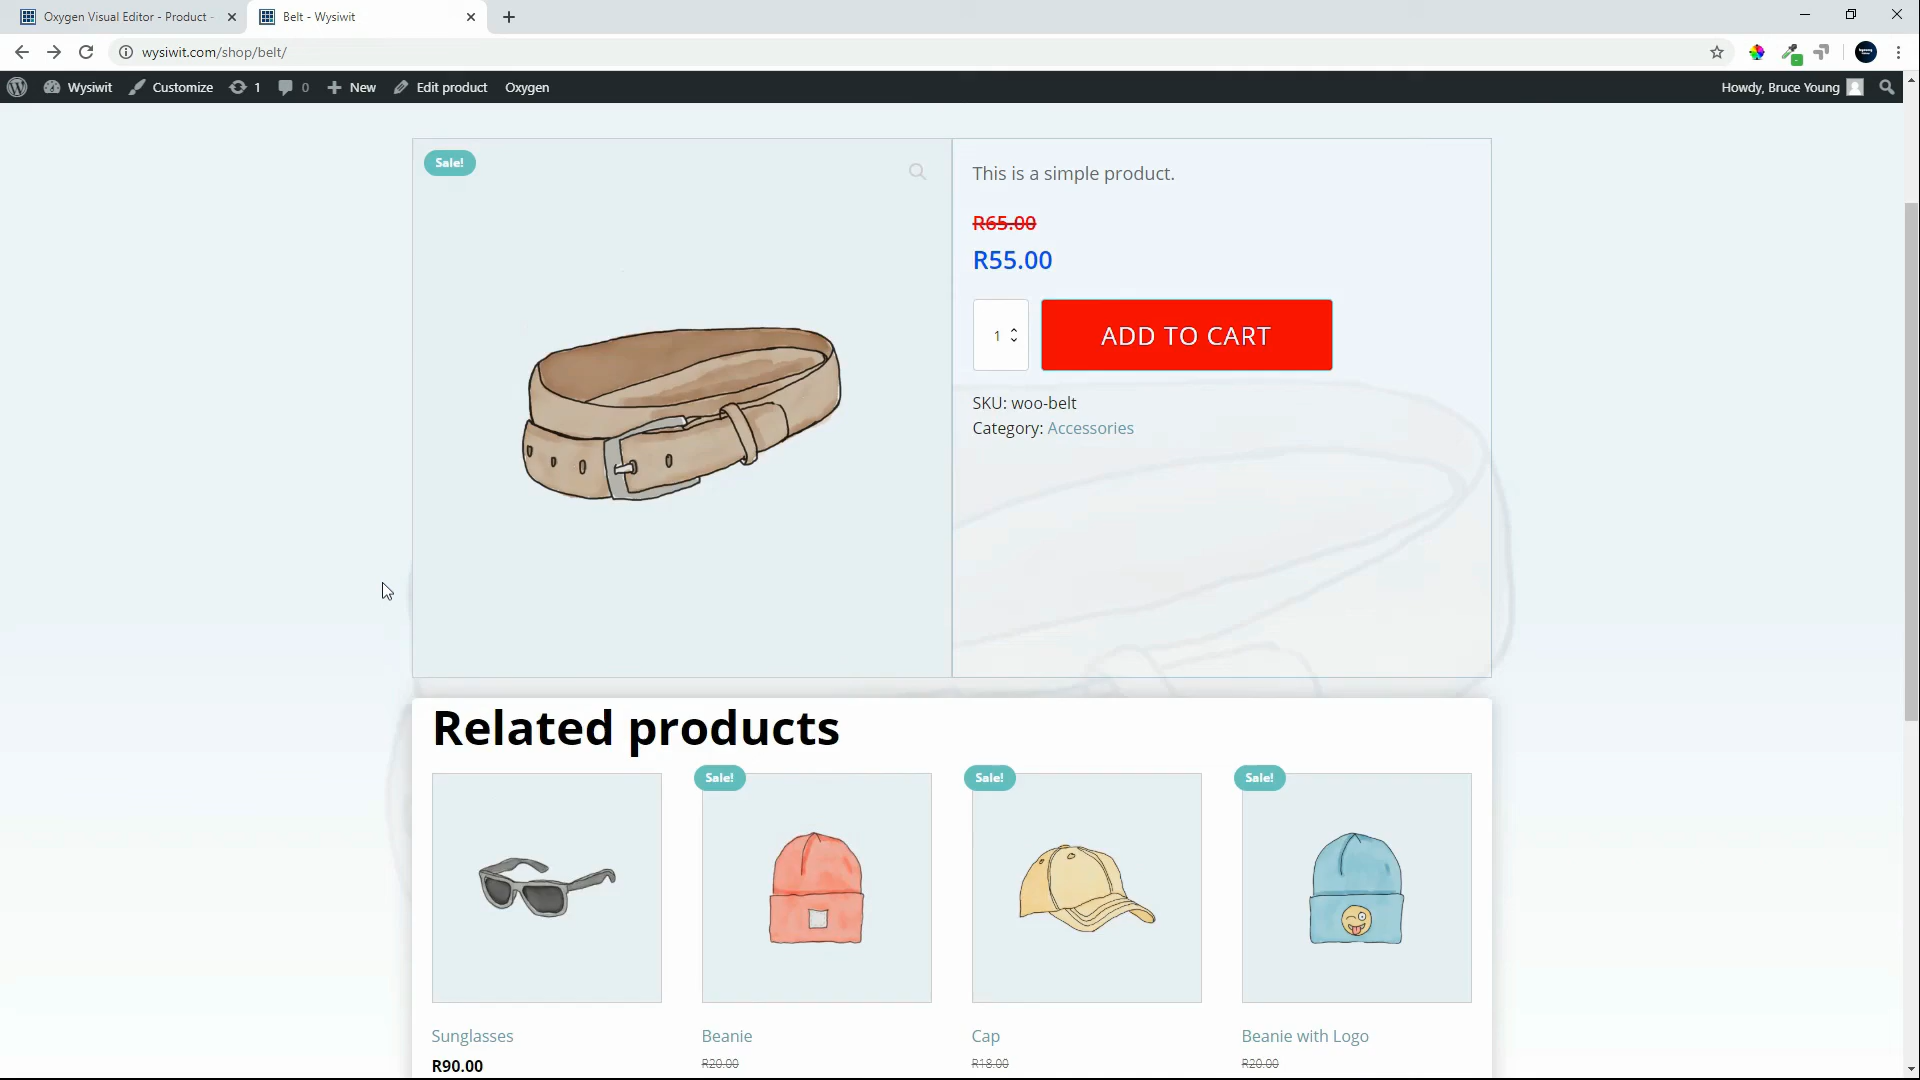 Oxygen Visual Editor - Product -
Belt - Wysiwit
wysiwit.com/shop/belt/
Wysiwit
Customize
1
0
New
Edit product
Oxygen
Howdy, Bruce Young
Sale!
This is a simple product.
R65.00
R55.00
1
ADD TO CART
SKU: woo-belt
Category: Accessories
Related products
Sale!
Sale!
Sale!
Sunglasses
Beanie
Cap
Beanie with Logo
R90.00
R20.00
R18.00
R20.00